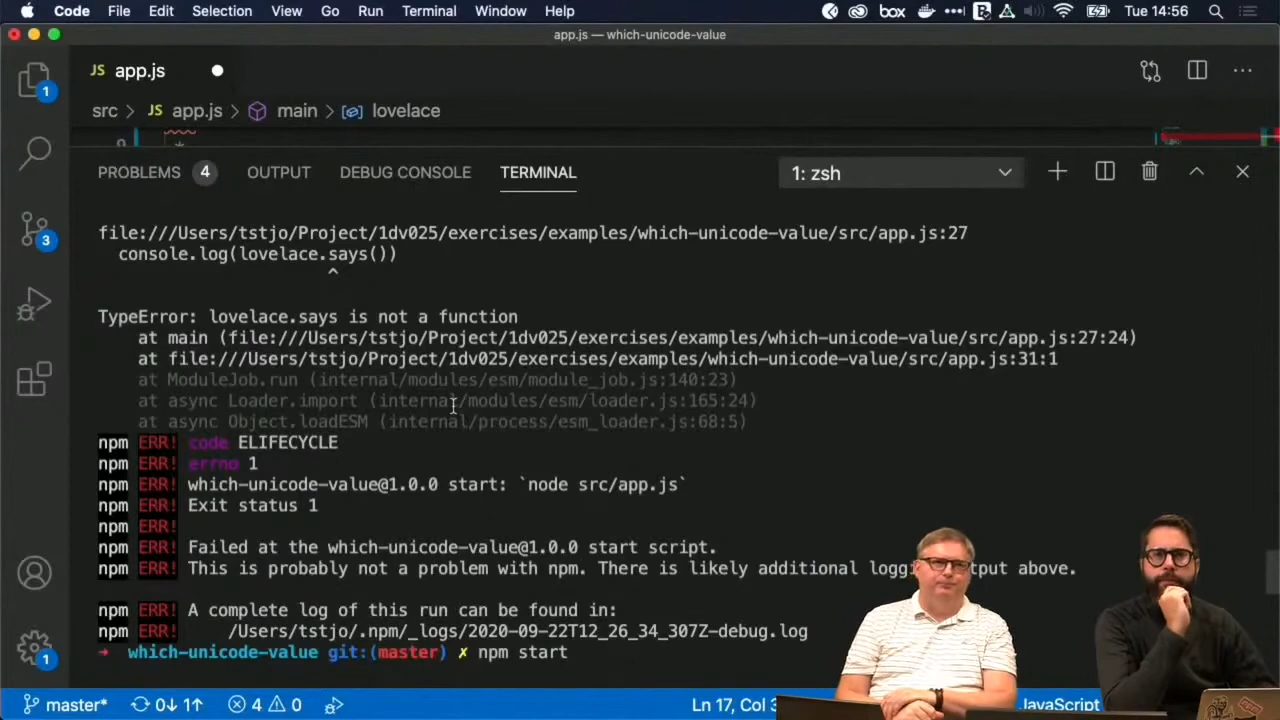 Code File Edit Selection View Go Run Terminal Window Help
box
Tue 14:56
app.js — which-unicode-value
JS app.js
src > JS app.js > main > lovelace
1
9 *
PROBLEMS 4 OUTPUT DEBUG CONSOLE TERMINAL 1: zsh
3
file:///Users/tstjo/Project/1dv025/exercises/examples/which-unicode-value/src/app.js:27
console.log(lovelace.says())
^
TypeError: lovelace.says is not a function
at main (file:///Users/tstjo/Project/1dv025/exercises/examples/which-unicode-value/src/app.js:27:24)
at file:///Users/tstjo/Project/1dv025/exercises/examples/which-unicode-value/src/app.js:31:1
at ModuleJob.run (internal/modules/esm/module_job.js:140:23)
at async Loader.import (internal/modules/esm/loader.js:165:24)
at async Object.loadESM (internal/process/esm_loader.js:68:5)
npm ERR! code ELIFECYCLE
npm ERR! errno 1
npm ERR! which-unicode-value@1.0.0 start: `node src/app.js`
npm ERR! Exit status 1
npm ERR!
npm ERR! Failed at the which-unicode-value@1.0.0 start script.
npm ERR! This is probably not a problem with npm. There is likely additional loggi tput above.
npm ERR! A complete log of this run can be found in:
npm ERR! /Users/tstjo/.npm/_logs/2020-09-22T12_26_34_307Z-debug.log
➜ which-unicode-value git:(master) ✗ npm start
1
master* 0↓ 1↑ 4 0 Ln 17, Col JavaScript